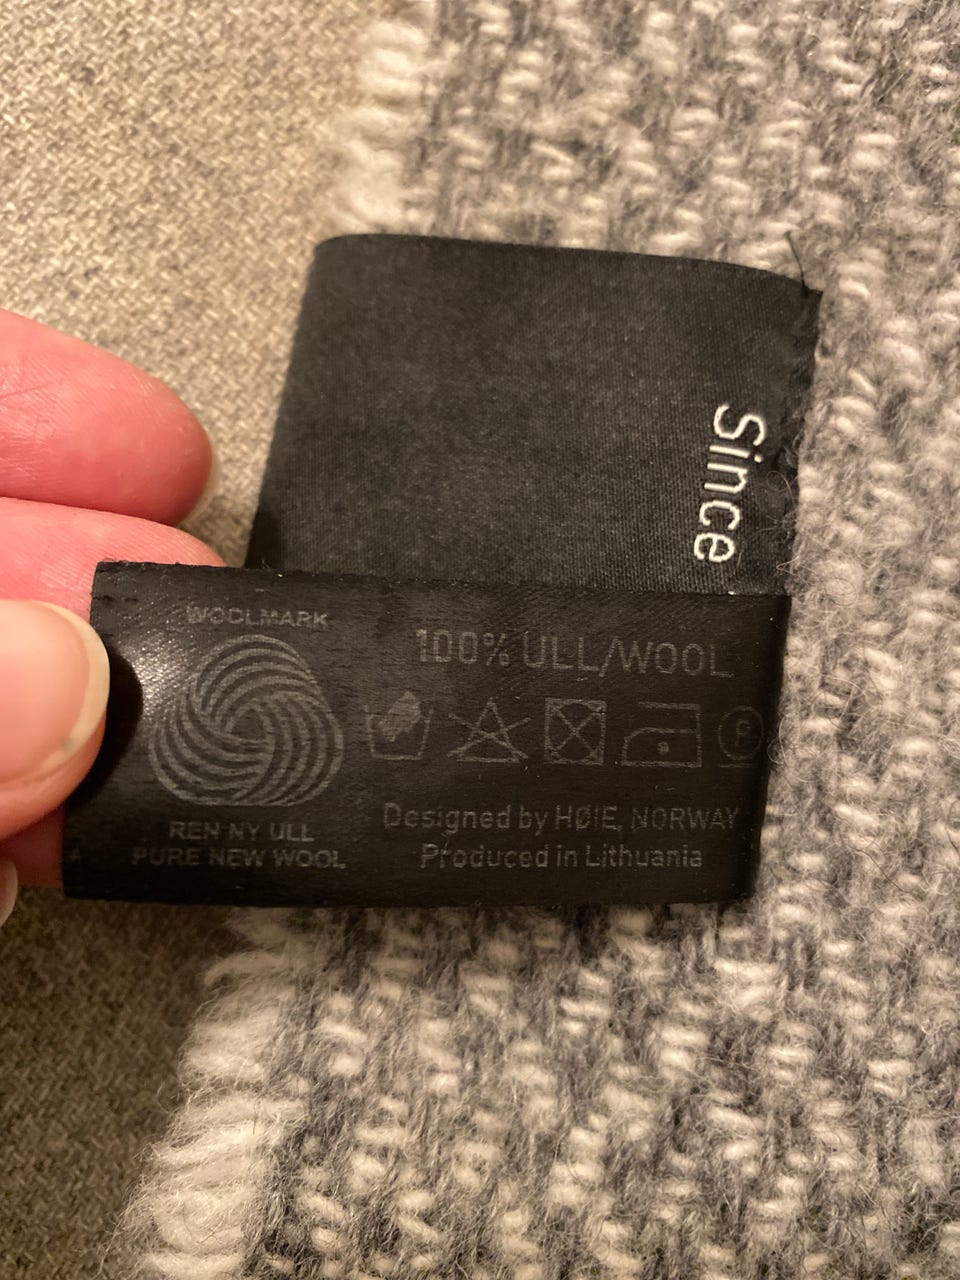 Since
WOOLMARK
REN NY ULL
PURE NEW WOOL
100% ULL/WOOL
P
Designed by HØIE, NORWAY
Produced in Lithuania